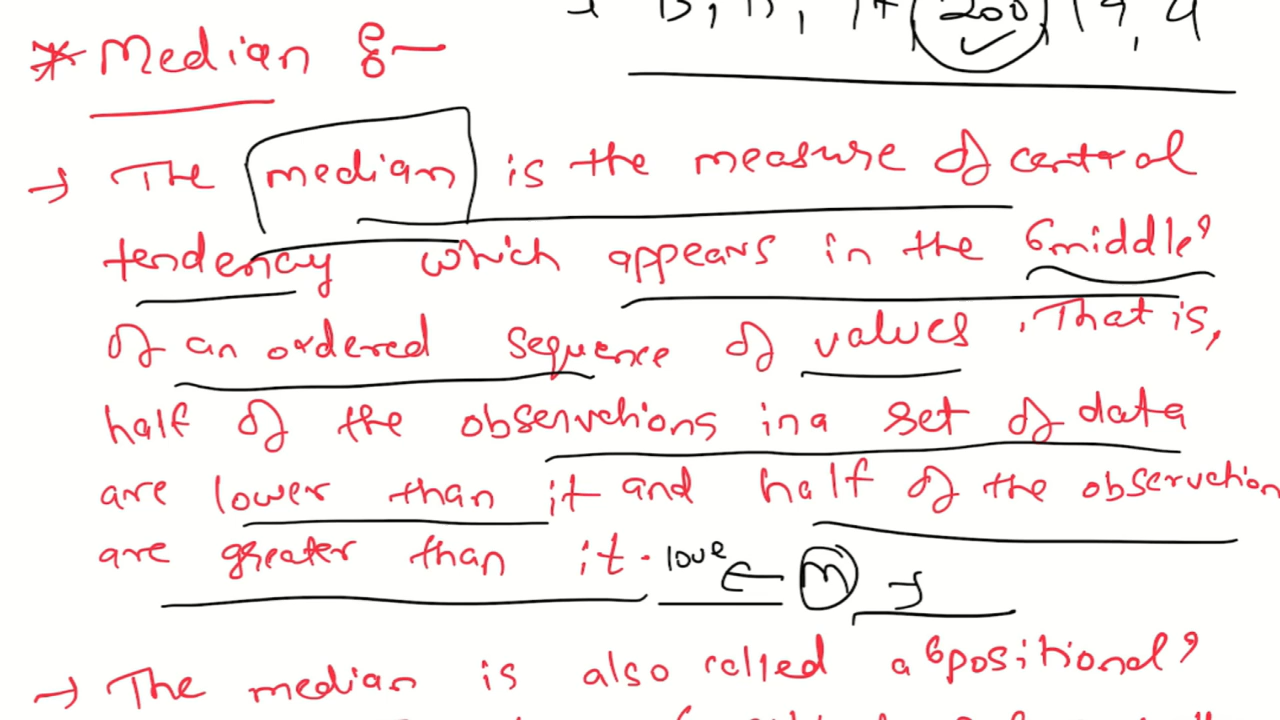 200
* Median :-
→ The median is the measure of central
tendency which appears in the 'middle'
of an ordered sequence of values. That is,
half of the observations in a set of data
are lower than it and half of the observation
are greater than it. love ← m →
→ The median is also called a 'positional'